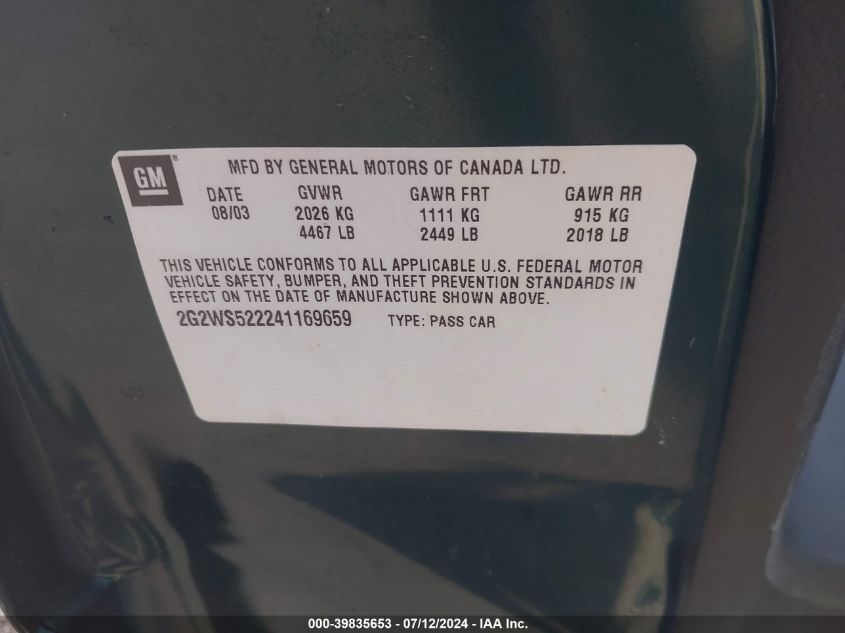 GM® MFD BY GENERAL MOTORS OF CANADA LTD.
DATE GVWR GAWR FRT GAWR RR
08/03 2026 KG 1111 KG 915 KG
4467 LB 2449 LB 2018 LB
THIS VEHICLE CONFORMS TO ALL APPLICABLE U.S. FEDERAL MOTOR
VEHICLE SAFETY, BUMPER, AND THEFT PREVENTION STANDARDS IN
EFFECT ON THE DATE OF MANUFACTURE SHOWN ABOVE.
2G2WS522241169659 TYPE: PASS CAR
000-39835653 - 07/12/2024 - IAA Inc.